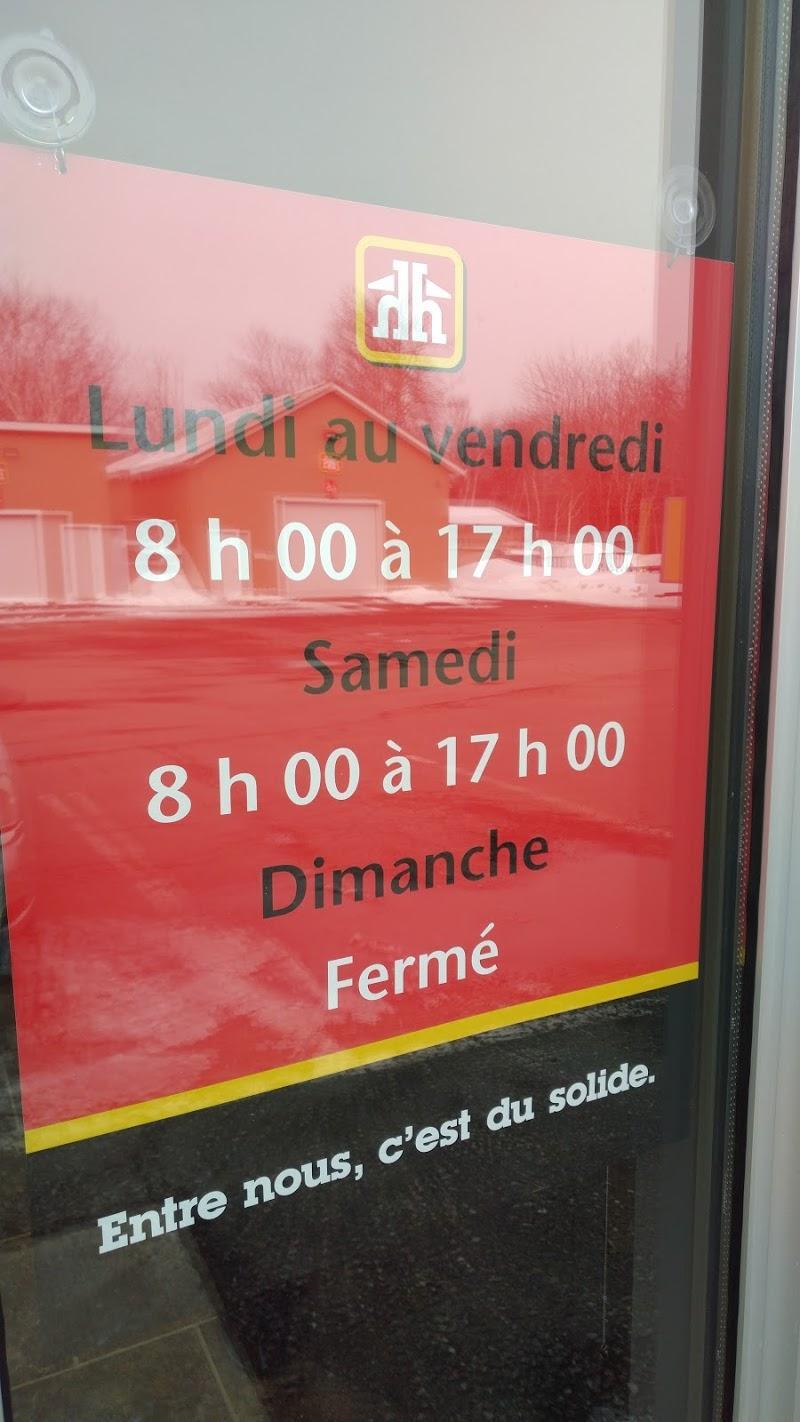 Lundi au vendredi
8 h 00 à 17 h 00
Samedi
8 h 00 à 17 h 00
Dimanche
Fermé
Entre nous, c'est du solide.